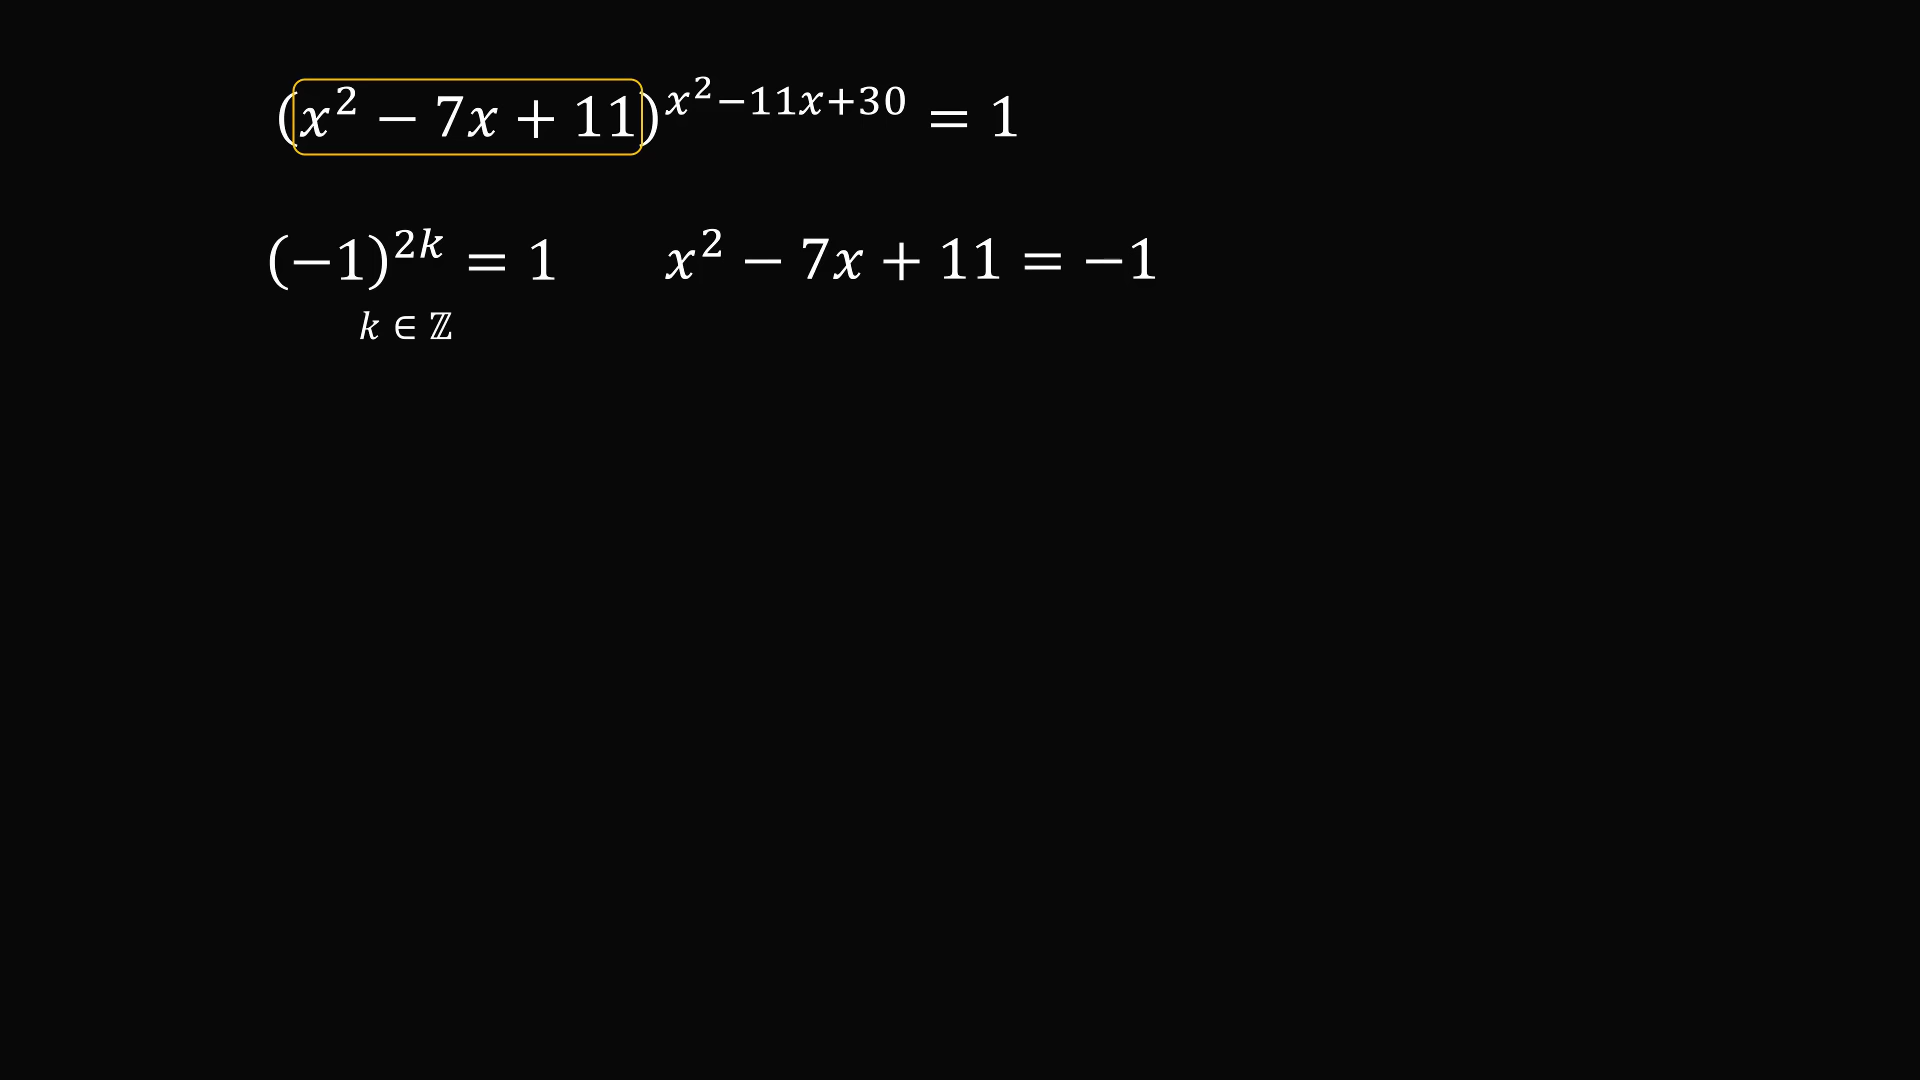 (x² − 7x + 11)^{x²−11x+30} = 1
(−1)^{2k} = 1 x² − 7x + 11 = −1
k ∈ ℤ